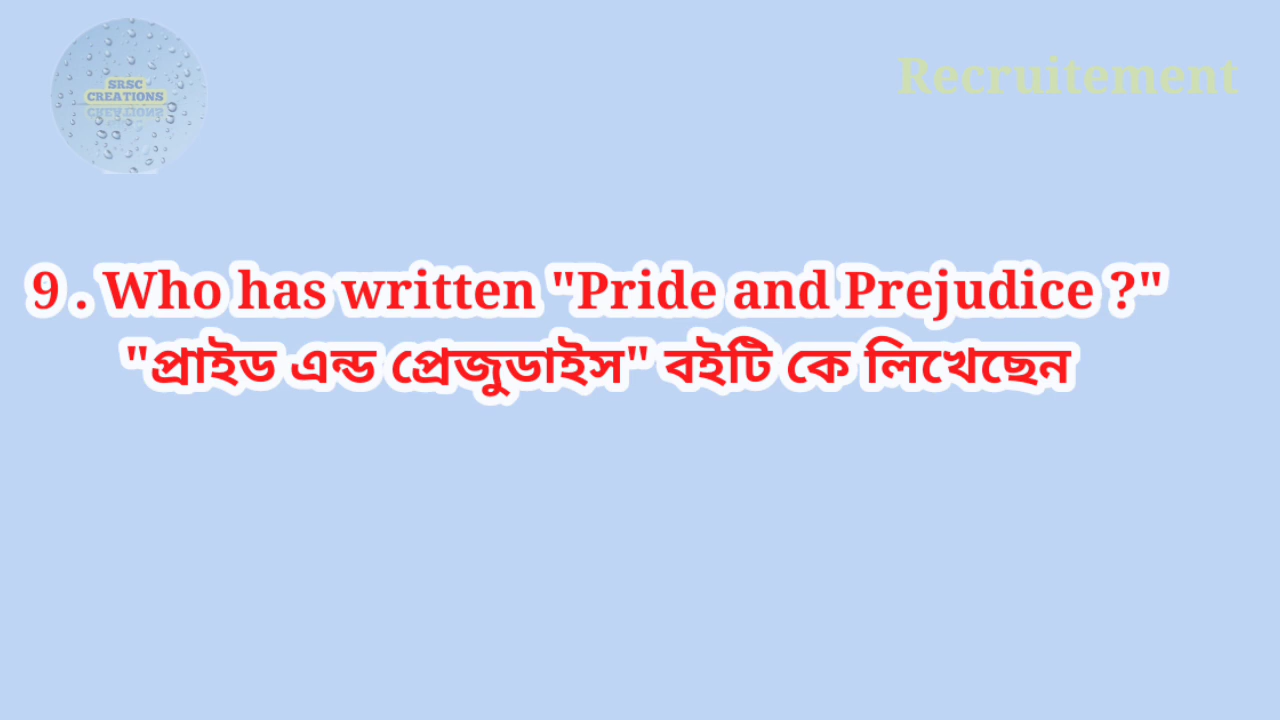 SRSC
CREATIONS
Recruitement
9 . Who has written "Pride and Prejudice ?"
"প্রাইড এন্ড প্রেজুডাইস" বইটি কে লিখেছেন